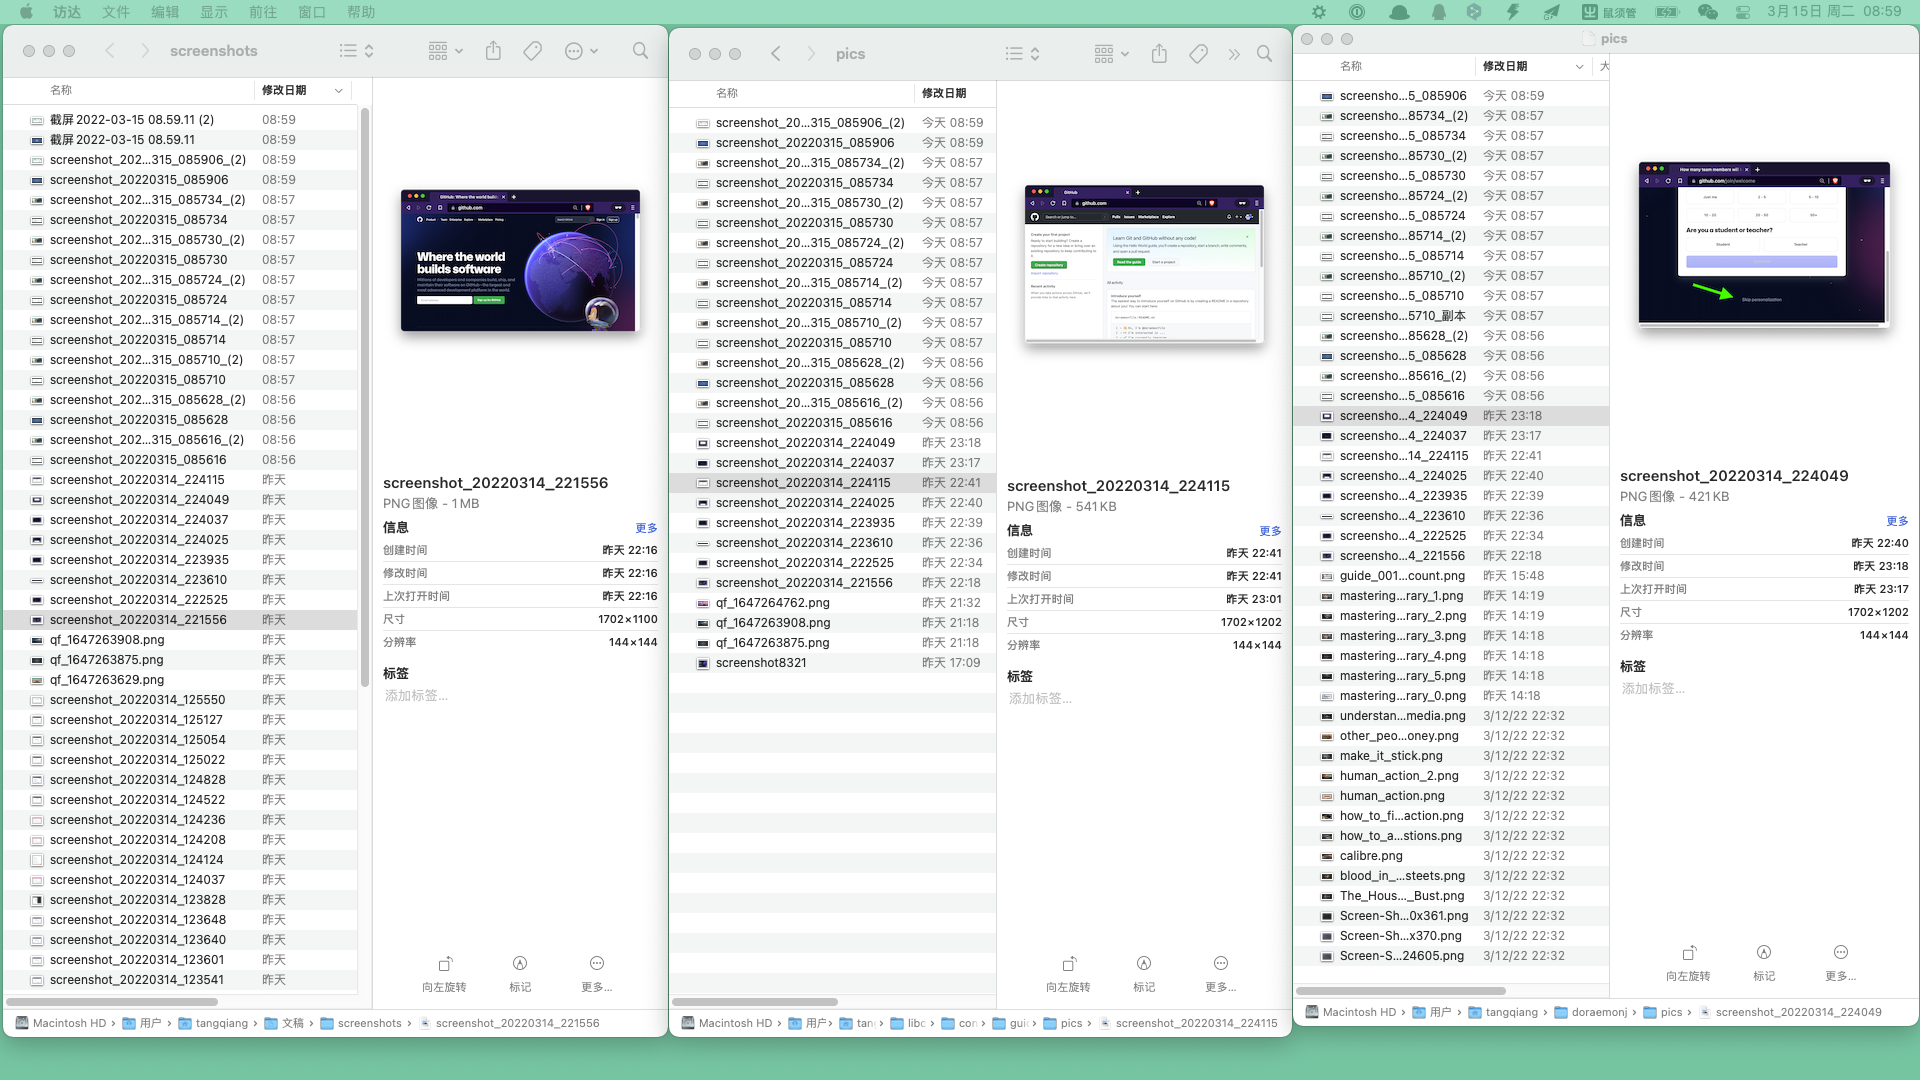 访达 文件 编辑 显示 前往 窗口 帮助
鼠须管 3月15日 周二 08:59
screenshots
名称 修改日期
截屏2022-03-15 08.59.11 (2) 08:59
截屏2022-03-15 08.59.11 08:59
screenshot_202...315_085906_(2) 08:59
screenshot_20220315_085906 08:59
screenshot_202...315_085734_(2) 08:57
screenshot_20220315_085734 08:57
screenshot_202...315_085730_(2) 08:57
screenshot_20220315_085730 08:57
screenshot_202...315_085724_(2) 08:57
screenshot_20220315_085724 08:57
screenshot_202...315_085714_(2) 08:57
screenshot_20220315_085714 08:57
screenshot_202...315_085710_(2) 08:57
screenshot_20220315_085710 08:57
screenshot_202...315_085628_(2) 08:56
screenshot_20220315_085628 08:56
screenshot_202...315_085616_(2) 08:56
screenshot_20220315_085616 08:56
screenshot_20220314_224115 昨天
screenshot_20220314_224049 昨天
screenshot_20220314_224037 昨天
screenshot_20220314_224025 昨天
screenshot_20220314_223935 昨天
screenshot_20220314_223610 昨天
screenshot_20220314_222525 昨天
screenshot_20220314_221556 昨天
qf_1647263908.png 昨天
qf_1647263875.png 昨天
qf_1647263629.png 昨天
screenshot_20220314_125550 昨天
screenshot_20220314_125127 昨天
screenshot_20220314_125054 昨天
screenshot_20220314_125022 昨天
screenshot_20220314_124828 昨天
screenshot_20220314_124522 昨天
screenshot_20220314_124236 昨天
screenshot_20220314_124208 昨天
screenshot_20220314_124124 昨天
screenshot_20220314_124037 昨天
screenshot_20220314_123828 昨天
screenshot_20220314_123648 昨天
screenshot_20220314_123640 昨天
screenshot_20220314_123601 昨天
screenshot_20220314_123541 昨天
GitHub: Where the world buil
github.com
Where the world
builds software
screenshot_20220314_221556
PNG图像 - 1 MB
信息 更多
创建时间 昨天 22:16
修改时间 昨天 22:16
上次打开时间 昨天 22:16
尺寸 1702×1100
分辨率 144×144
标签
添加标签...
向左旋转 标记 更多...
Macintosh HD › 用户 › tangqiang › 文稿 › screenshots › screenshot_20220314_221556
pics
名称 修改日期
screenshot_20...315_085906_(2) 今天 08:59
screenshot_20220315_085906 今天 08:59
screenshot_20...315_085734_(2) 今天 08:57
screenshot_20220315_085734 今天 08:57
screenshot_20...315_085730_(2) 今天 08:57
screenshot_20220315_085730 今天 08:57
screenshot_20...315_085724_(2) 今天 08:57
screenshot_20220315_085724 今天 08:57
screenshot_20...315_085714_(2) 今天 08:57
screenshot_20220315_085714 今天 08:57
screenshot_20...315_085710_(2) 今天 08:57
screenshot_20220315_085710 今天 08:57
screenshot_20...315_085628_(2) 今天 08:56
screenshot_20220315_085628 今天 08:56
screenshot_20...315_085616_(2) 今天 08:56
screenshot_20220315_085616 今天 08:56
screenshot_20220314_224049 昨天 23:18
screenshot_20220314_224037 昨天 23:17
screenshot_20220314_224115 昨天 22:41
screenshot_20220314_224025 昨天 22:40
screenshot_20220314_223935 昨天 22:39
screenshot_20220314_223610 昨天 22:36
screenshot_20220314_222525 昨天 22:34
screenshot_20220314_221556 昨天 22:18
qf_1647264762.png 昨天 21:32
qf_1647263908.png 昨天 21:18
qf_1647263875.png 昨天 21:18
screenshot8321 昨天 17:09
GitHub
github.com
Learn Git and GitHub without any code!
screenshot_20220314_224115
PNG图像 - 541 KB
信息 更多
创建时间 昨天 22:41
修改时间 昨天 22:41
上次打开时间 昨天 23:01
尺寸 1702×1202
分辨率 144×144
标签
添加标签...
向左旋转 标记 更多...
Macintosh HD › 用户 › tan › libc › con › gui › pics › screenshot_20220314_224115
pics
名称 修改日期 大
screensho...5_085906 今天 08:59
screensho...85734_(2) 今天 08:57
screensho...5_085734 今天 08:57
screensho...85730_(2) 今天 08:57
screensho...5_085730 今天 08:57
screensho...85724_(2) 今天 08:57
screensho...5_085724 今天 08:57
screensho...85714_(2) 今天 08:57
screensho...5_085714 今天 08:57
screensho...85710_(2) 今天 08:57
screensho...5_085710 今天 08:57
screensho...5710_副本 今天 08:57
screensho...85628_(2) 今天 08:56
screensho...5_085628 今天 08:56
screensho...85616_(2) 今天 08:56
screensho...5_085616 今天 08:56
screensho...4_224049 昨天 23:18
screensho...4_224037 昨天 23:17
screensho...14_224115 昨天 22:41
screensho...4_224025 昨天 22:40
screensho...4_223935 昨天 22:39
screensho...4_223610 昨天 22:36
screensho...4_222525 昨天 22:34
screensho...4_221556 昨天 22:18
guide_001...count.png 昨天 15:48
mastering...rary_1.png 昨天 14:19
mastering...rary_2.png 昨天 14:19
mastering...rary_3.png 昨天 14:18
mastering...rary_4.png 昨天 14:18
mastering...rary_5.png 昨天 14:18
mastering...rary_0.png 昨天 14:18
understan...media.png 3/12/22 22:32
other_peo...oney.png 3/12/22 22:32
make_it_stick.png 3/12/22 22:32
human_action_2.png 3/12/22 22:32
human_action.png 3/12/22 22:32
how_to_fi...action.png 3/12/22 22:32
how_to_a...stions.png 3/12/22 22:32
calibre.png 3/12/22 22:32
blood_in_...steets.png 3/12/22 22:32
The_Hous..._Bust.png 3/12/22 22:32
Screen-Sh...0x361.png 3/12/22 22:32
Screen-Sh...x370.png 3/12/22 22:32
Screen-S...24605.png 3/12/22 22:32
How many team members will
github.com/join/welcome
Are you a student or teacher?
Student Teacher
Skip personalization
screenshot_20220314_224049
PNG图像 - 421 KB
信息 更多
创建时间 昨天 22:40
修改时间 昨天 23:18
上次打开时间 昨天 23:17
尺寸 1702×1202
分辨率 144×144
标签
添加标签...
向左旋转 标记 更多...
Macintosh HD › 用户 › tangqiang › doraemonj › pics › screenshot_20220314_224049